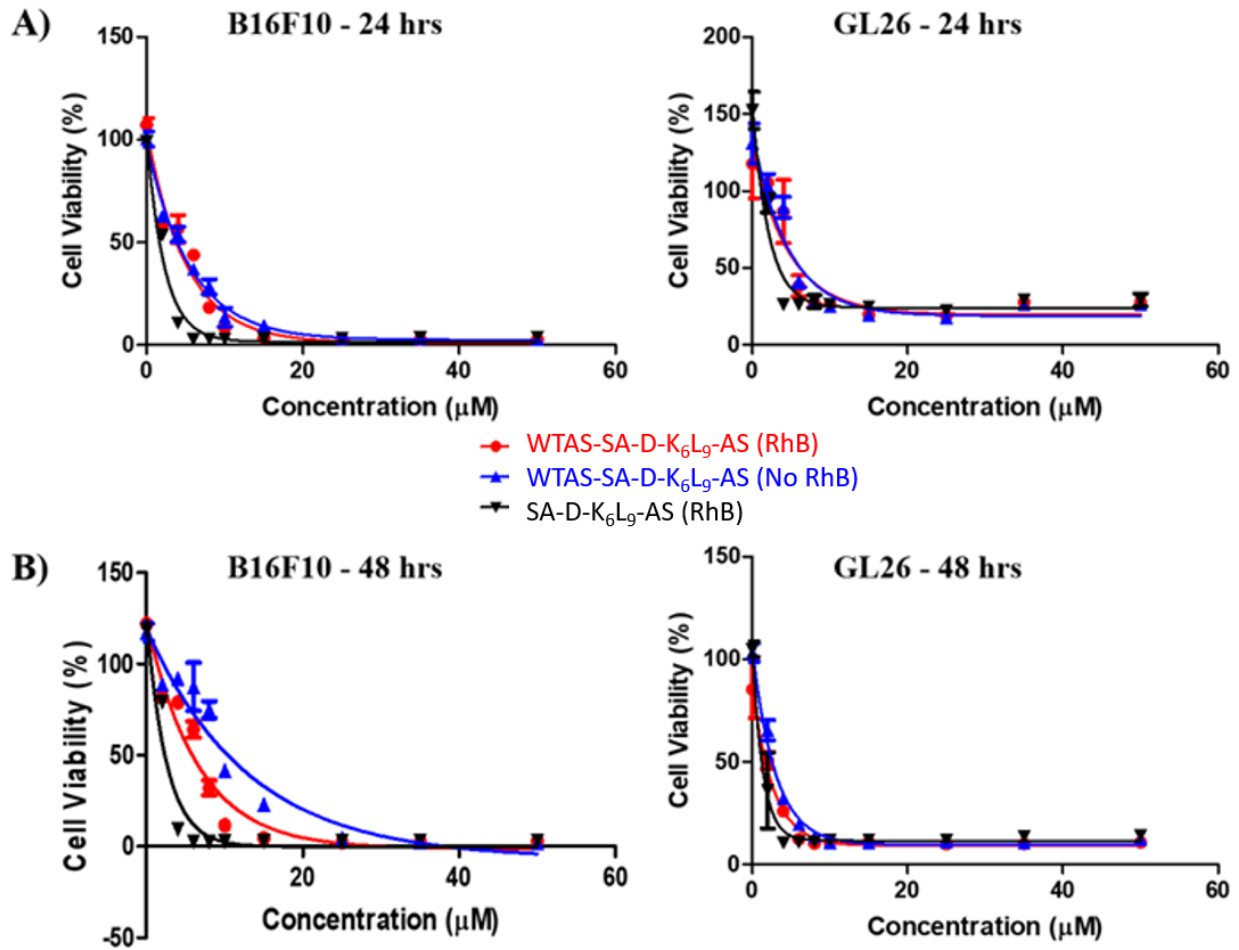 A)
B16F10 - 24 hrs
GL26 - 24 hrs
Cell Viability (%)
150
100
50
0
0
20
40
60
Concentration (μM)
Cell Viability (%)
200
150
100
50
0
0
20
40
60
Concentration (μM)
WTAS-SA-D-K₆L₉-AS (RhB)
WTAS-SA-D-K₆L₉-AS (No RhB)
SA-D-K₆L₉-AS (RhB)
B)
B16F10 - 48 hrs
GL26 - 48 hrs
Cell Viability (%)
150
100
50
0
-50
20
40
60
Concentration (μM)
Cell Viability (%)
150
100
50
0
0
20
40
60
Concentration (μM)